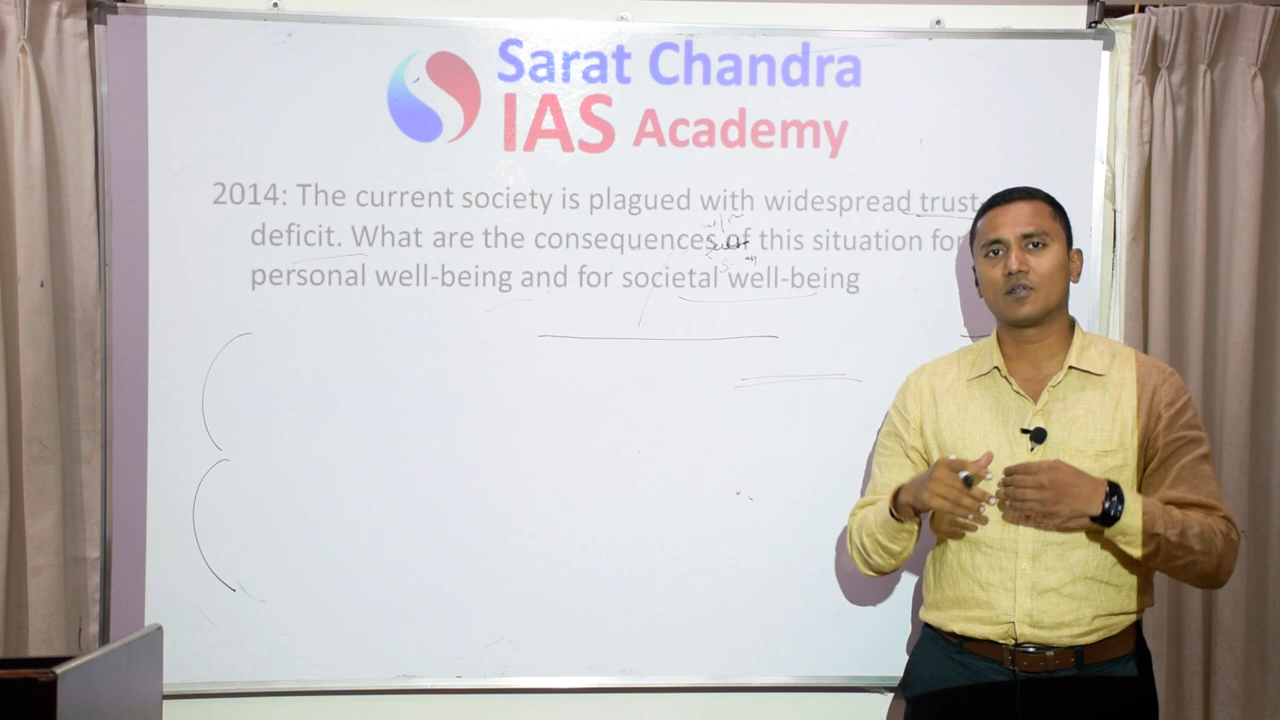 Sarat Chandra
IAS Academy
2014: The current society is plagued with widespread trust
deficit. What are the consequences of this situation for
personal well-being and for societal well-being